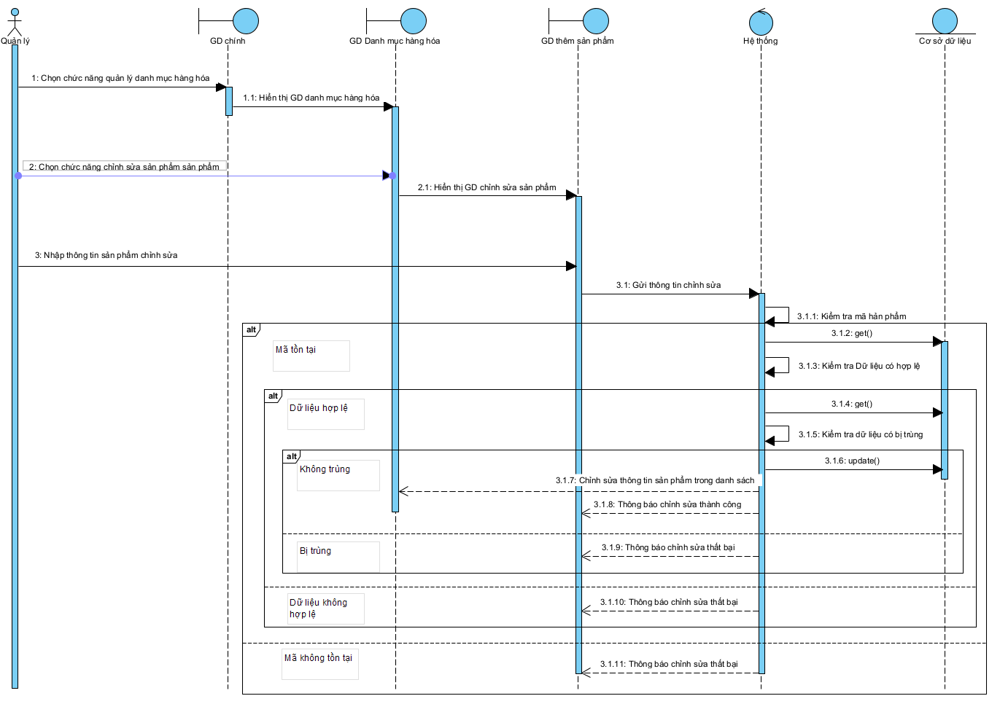 Quản lý
GD chính
GD Danh mục hàng hóa
GD thêm sản phẩm
Hệ thống
Cơ sở dữ liệu
1: Chọn chức năng quản lý danh mục hàng hóa
1.1: Hiển thị GD danh mục hàng hóa
2: Chọn chức năng chỉnh sửa sản phẩm sản phẩm
2.1: Hiển thị GD chỉnh sửa sản phẩm
3: Nhập thông tin sản phẩm chỉnh sửa
3.1: Gửi thông tin chỉnh sửa
3.1.1: Kiểm tra mã hản phẩm
alt
3.1.2: get()
Mã tồn tại
3.1.3: Kiểm tra Dữ liệu có hợp lệ
alt
Dữ liệu hợp lệ
3.1.4: get()
3.1.5: Kiểm tra dữ liệu có bị trùng
alt
Không trùng
3.1.6: update()
3.1.7: Chỉnh sửa thông tin sản phẩm trong danh sách
3.1.8: Thông báo chỉnh sửa thành công
Bị trùng
3.1.9: Thông báo chỉnh sửa thất bại
Dữ liệu không
hợp lệ
3.1.10: Thông báo chỉnh sửa thất bại
Mã không tồn tại
3.1.11: Thông báo chỉnh sửa thất bại